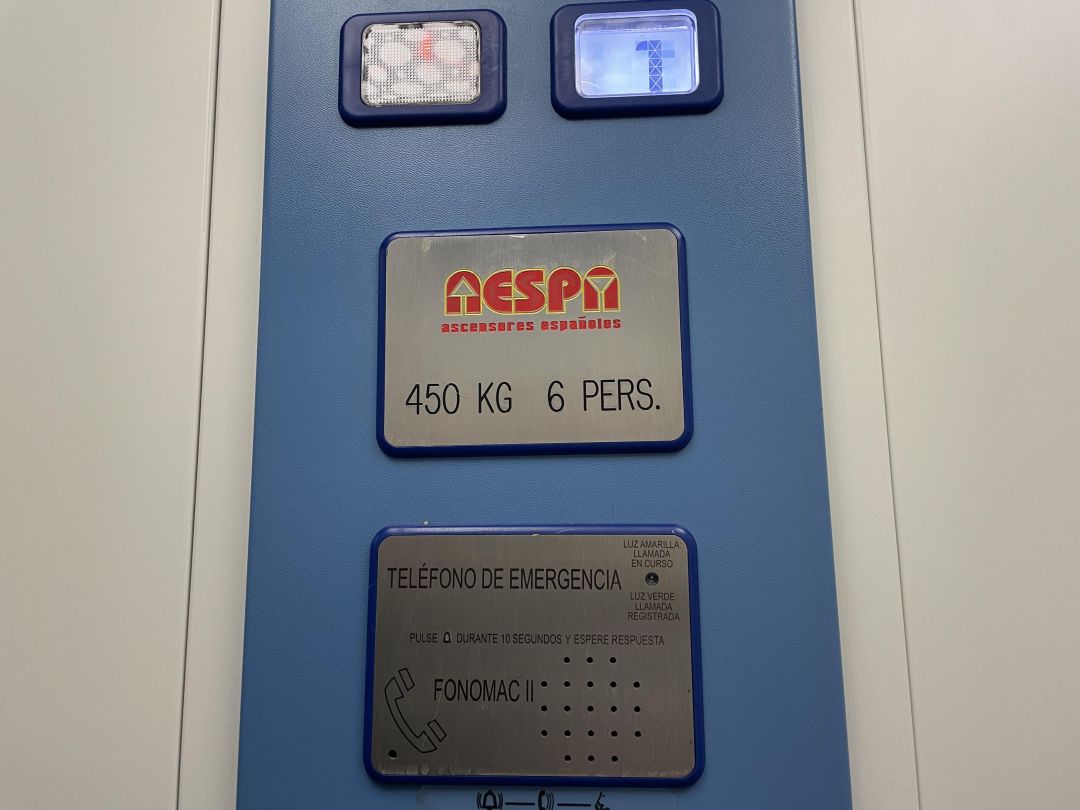 1
AESPA
ascensores españoles
450 KG 6 PERS.
LUZ AMARILLA:
LLAMADA
EN CURSO
TELÉFONO DE EMERGENCIA
LUZ VERDE:
LLAMADA
REGISTRADA
PULSE DURANTE 10 SEGUNDOS Y ESPERE RESPUESTA
FONOMAC II